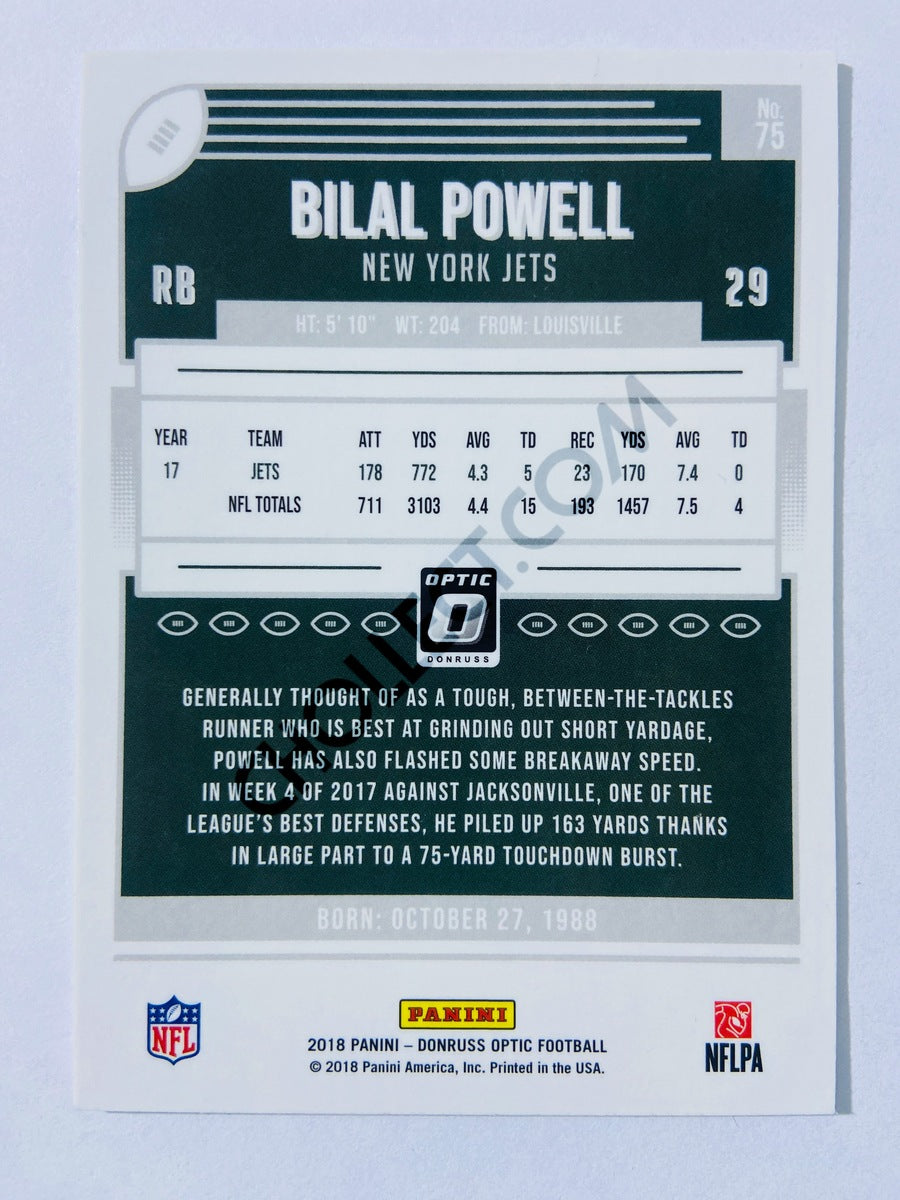 No.
75
BILAL POWELL
NEW YORK JETS
RB
29
HT: 5' 10" WT: 204 FROM: LOUISVILLE
YEAR TEAM ATT YDS AVG TD REC YDS AVG TD
17 JETS 178 772 4.3 5 23 170 7.4 0
NFL TOTALS 711 3103 4.4 15 193 1457 7.5 4
OPTIC
DONRUSS
CHOLLECT.COM
GENERALLY THOUGHT OF AS A TOUGH, BETWEEN-THE-TACKLES
RUNNER WHO IS BEST AT GRINDING OUT SHORT YARDAGE,
POWELL HAS ALSO FLASHED SOME BREAKAWAY SPEED.
IN WEEK 4 OF 2017 AGAINST JACKSONVILLE, ONE OF THE
LEAGUE'S BEST DEFENSES, HE PILED UP 163 YARDS THANKS
IN LARGE PART TO A 75-YARD TOUCHDOWN BURST.
BORN: OCTOBER 27, 1988
NFL
PANINI
NFLPA
2018 PANINI – DONRUSS OPTIC FOOTBALL
© 2018 Panini America, Inc. Printed in the USA.